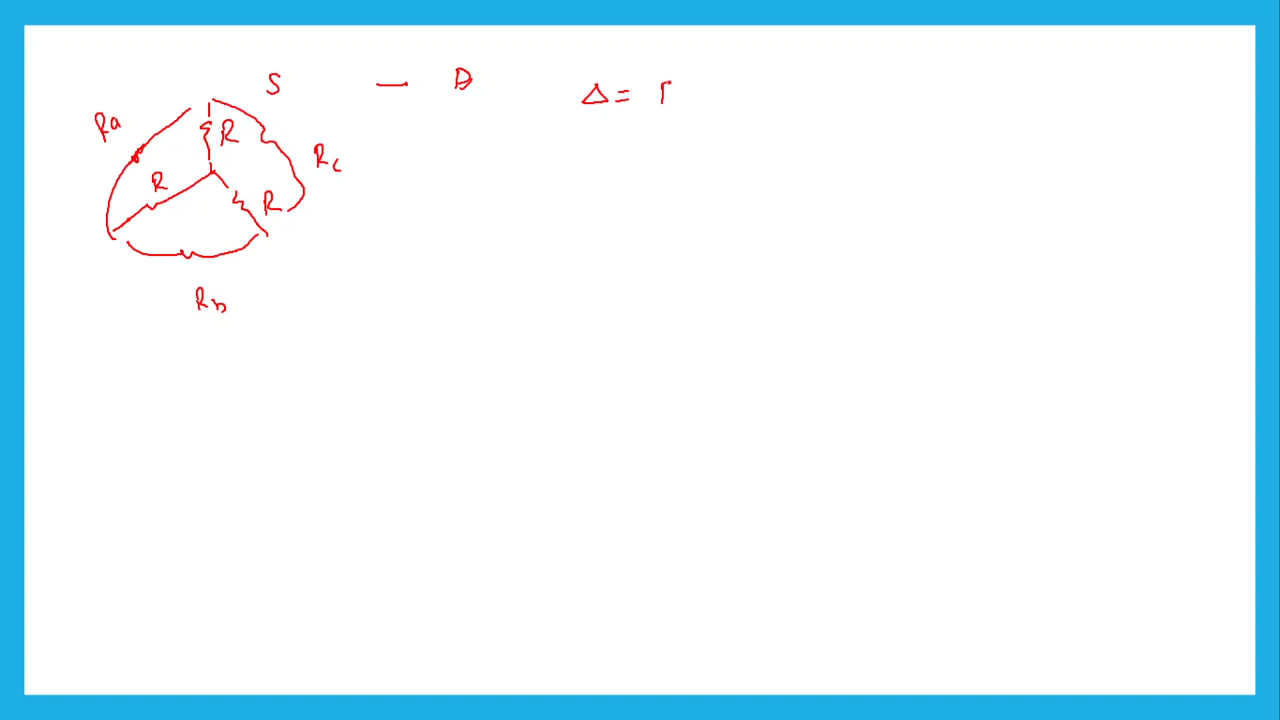 S — D Δ = Γ
Ra
R
Rc
R
R
Rb